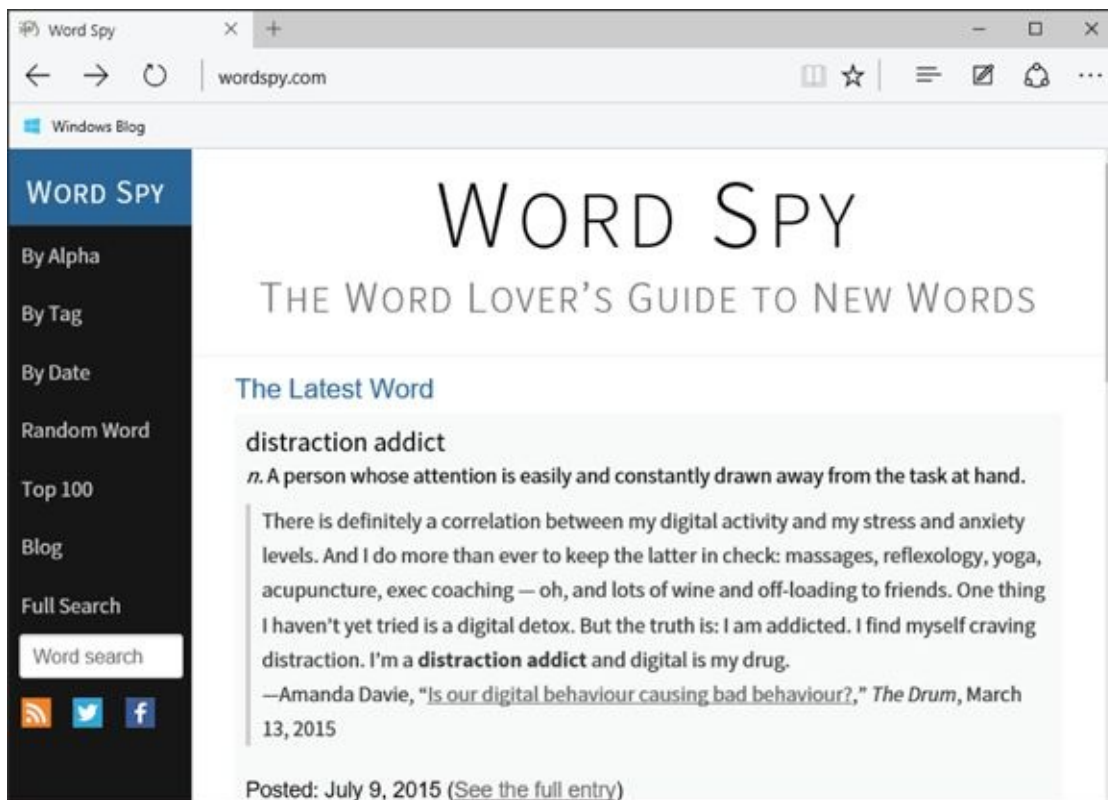 Word Spy
wordspy.com
Windows Blog
WORD SPY
By Alpha
By Tag
By Date
Random Word
Top 100
Blog
Full Search
Word search
WORD SPY
THE WORD LOVER'S GUIDE TO NEW WORDS
The Latest Word
distraction addict
n. A person whose attention is easily and constantly drawn away from the task at hand.
There is definitely a correlation between my digital activity and my stress and anxiety
levels. And I do more than ever to keep the latter in check: massages, reflexology, yoga,
acupuncture, exec coaching — oh, and lots of wine and off-loading to friends. One thing
I haven't yet tried is a digital detox. But the truth is: I am addicted. I find myself craving
distraction. I'm a distraction addict and digital is my drug.
—Amanda Davie, “Is our digital behaviour causing bad behaviour?,” The Drum, March
13, 2015
Posted: July 9, 2015 (See the full entry)